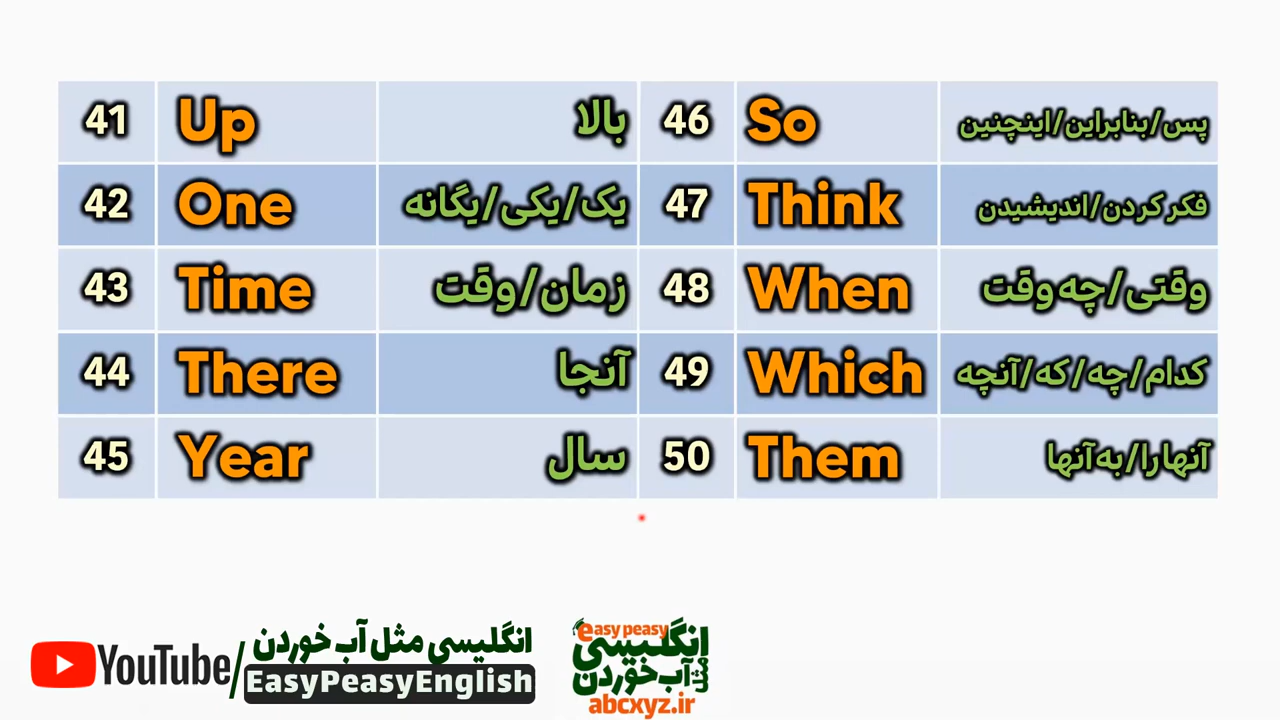 41 Up بالا 46 So پس/بنابراین/اینچنین
42 One یک/یکی/یگانه 47 Think فکر کردن/اندیشیدن
43 Time زمان/وقت 48 When وقتی/چه وقت
44 There آنجا 49 Which کدام/چه/که/آنچه
45 Year سال 50 Them آنها را/به آنها
YouTube/
انگلیسی مثل آب خوردن
EasyPeasyEnglish
easy peasy
انگلیسی
مثل
آب خوردن
abcxyz.ir